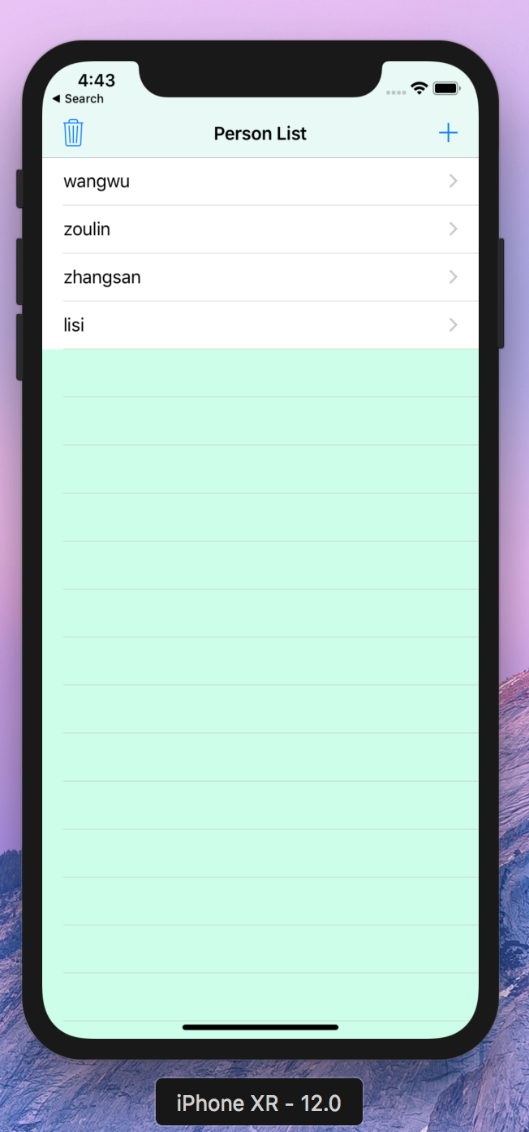 4:43
◀ Search
Person List
wangwu
zoulin
zhangsan
lisi
iPhone XR - 12.0